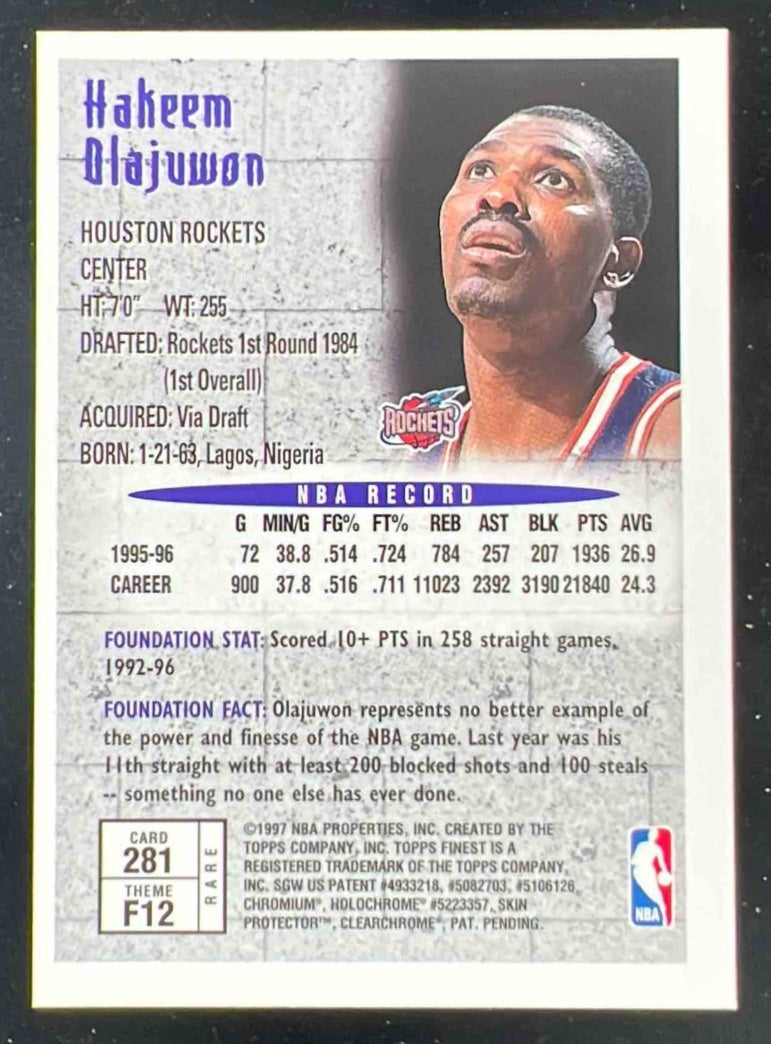 Hakeem
Olajuwon
HOUSTON ROCKETS
CENTER
HT: 7'0" WT: 255
DRAFTED: Rockets 1st Round 1984
(1st Overall)
ACQUIRED: Via Draft
BORN: 1-21-63, Lagos, Nigeria
ROCKETS
NBA RECORD
G MIN/G FG% FT% REB AST BLK PTS AVG
1995-96 72 38.8 .514 .724 784 257 207 1936 26.9
CAREER 900 37.8 .516 .711 11023 2392 3190 21840 24.3
FOUNDATION STAT: Scored 10+ PTS in 258 straight games,
1992-96
FOUNDATION FACT: Olajuwon represents no better example of
the power and finesse of the NBA game. Last year was his
11th straight with at least 200 blocked shots and 100 steals
-- something no one else has ever done.
CARD
281
THEME
F12
RARE
©1997 NBA PROPERTIES, INC. CREATED BY THE
TOPPS COMPANY, INC. TOPPS FINEST IS A
REGISTERED TRADEMARK OF THE TOPPS COMPANY,
INC. SGW US PATENT #4933218, #5082703, #5106126,
CHROMIUM®, HOLOCHROME® #5223357, SKIN
PROTECTOR™, CLEARCHROME®, PAT. PENDING.
NBA